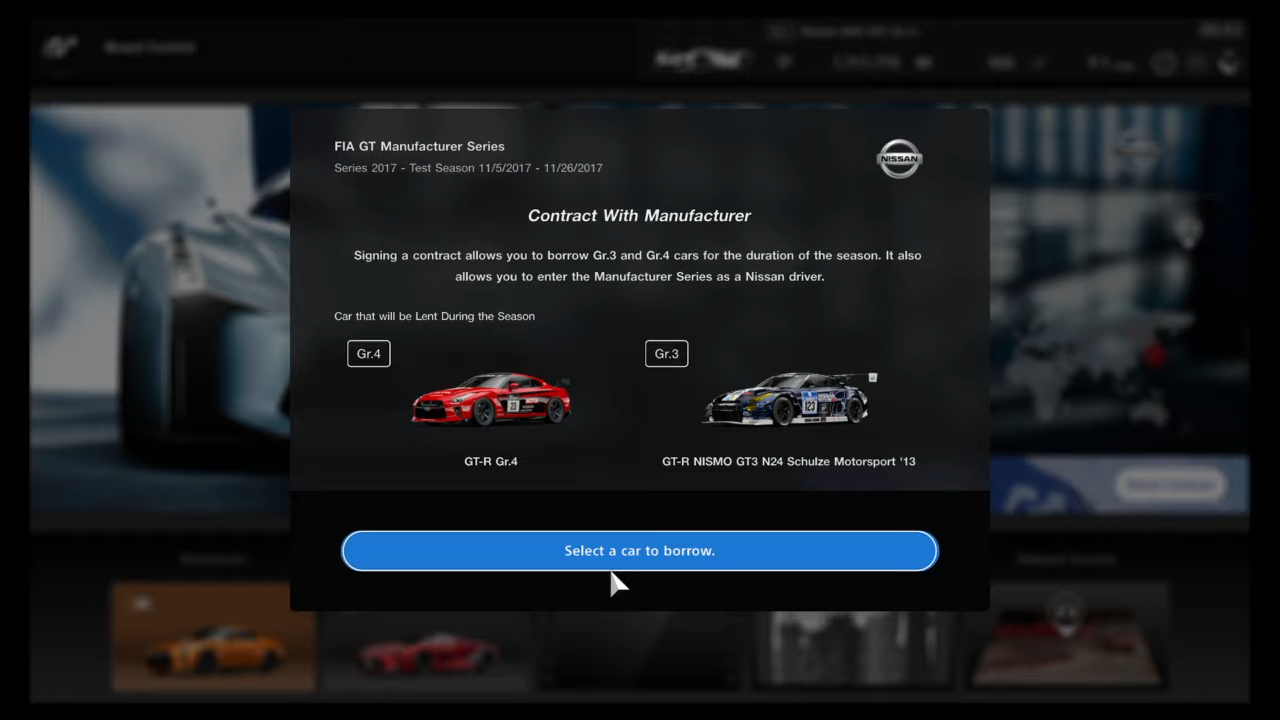 FIA GT Manufacturer Series
Series 2017 - Test Season 11/5/2017 - 11/26/2017
NISSAN
Contract With Manufacturer
Signing a contract allows you to borrow Gr.3 and Gr.4 cars for the duration of the season. It also
allows you to enter the Manufacturer Series as a Nissan driver.
Car that will be Lent During the Season
Gr.4
Gr.3
23
123
GT-R Gr.4
GT-R NISMO GT3 N24 Schulze Motorsport '13
Select a car to borrow.